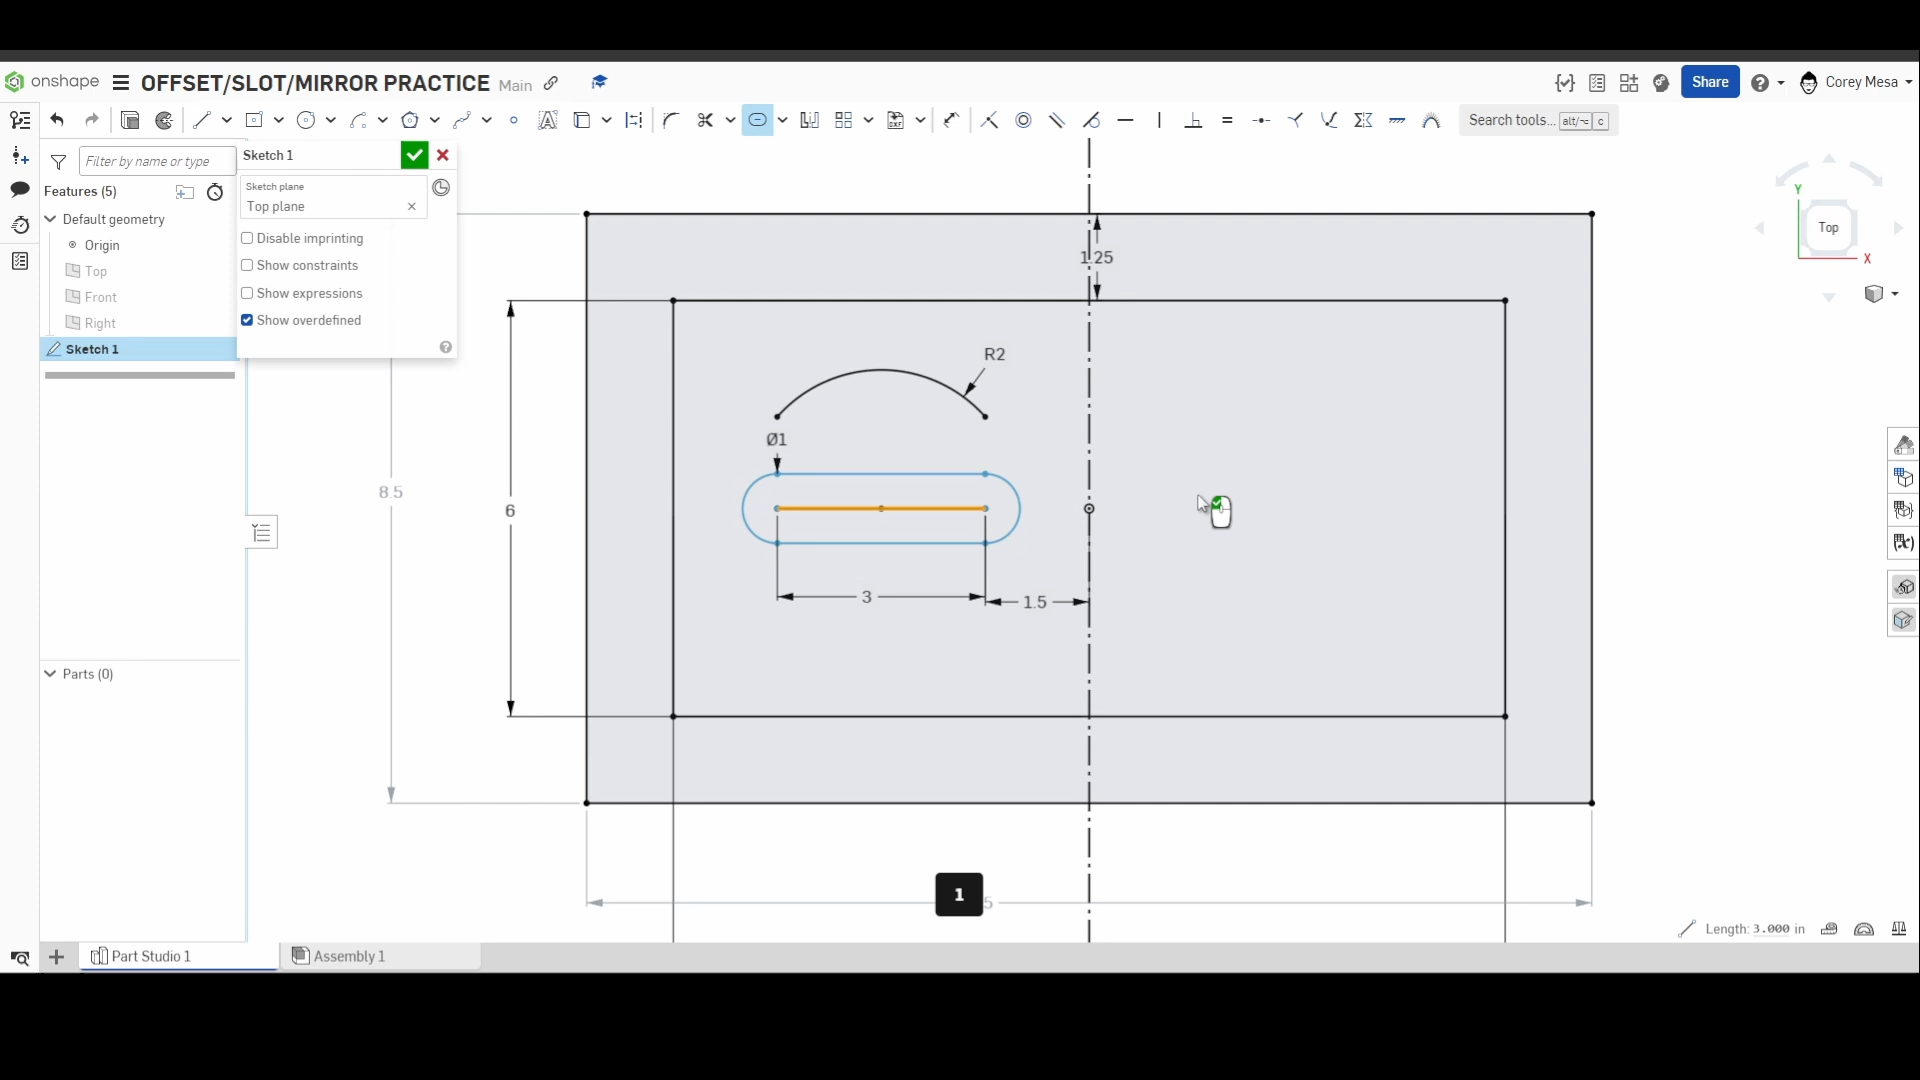 onshape OFFSET/SLOT/MIRROR PRACTICE Main Share Corey Mesa
Search tools... alt/⌥ c
Filter by name or type
Features (5)
Default geometry
Origin
Top
Front
Right
Sketch 1
Parts (0)
Sketch 1
Sketch plane
Top plane
Disable imprinting
Show constraints
Show expressions
Show overdefined
Y
Top
X
1.25
R2
Ø1
8.5
6
3
1.5
1
5
Length: 3.000 in
Part Studio 1
Assembly 1